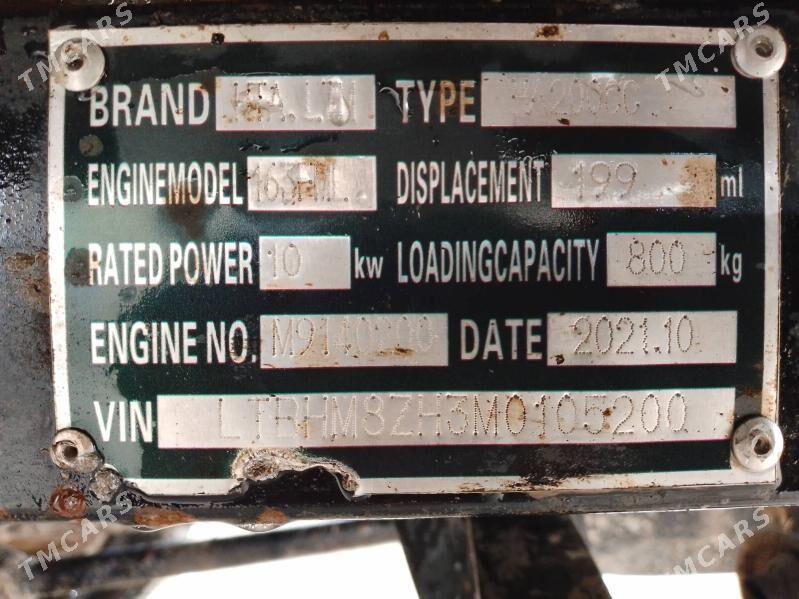 TMCARS TMCARS
BRAND TYPE
ENGINEMODEL DISPLACEMENT 199 ml
RATED POWER 10 kw LOADINGCAPACITY 800 kg
ENGINE NO. DATE 2021.10
VIN LTBHM8ZH3M0105200
TMCARS TMCARS